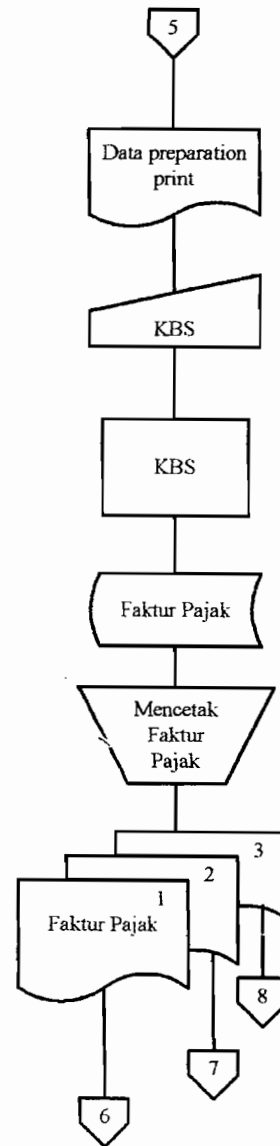 5
Data preparation
print
KBS
KBS
Faktur Pajak
Mencetak
Faktur
Pajak
3
2
1
Faktur Pajak
8
7
6